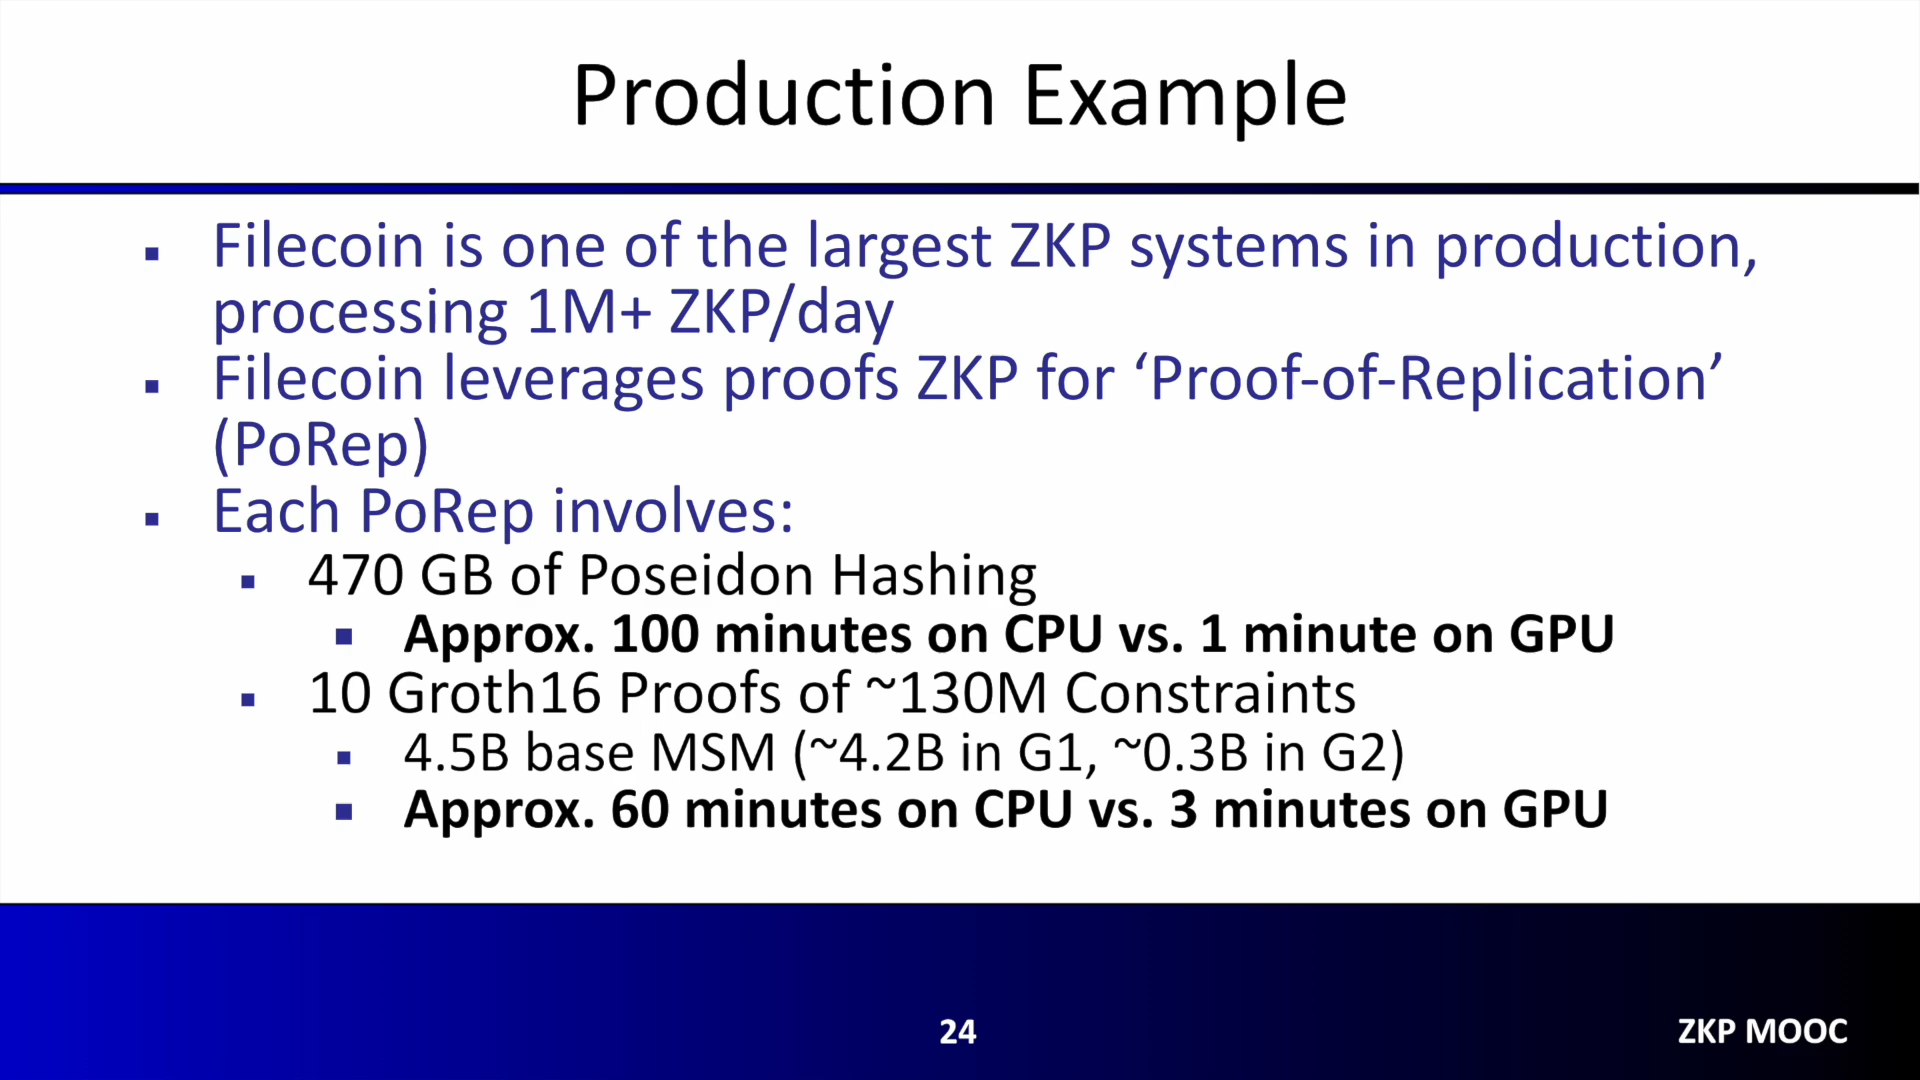 Production Example
Filecoin is one of the largest ZKP systems in production,
processing 1M+ ZKP/day
Filecoin leverages proofs ZKP for ‘Proof-of-Replication’
(PoRep)
Each PoRep involves:
470 GB of Poseidon Hashing
Approx. 100 minutes on CPU vs. 1 minute on GPU
10 Groth16 Proofs of ~130M Constraints
4.5B base MSM (~4.2B in G1, ~0.3B in G2)
Approx. 60 minutes on CPU vs. 3 minutes on GPU
24
ZKP MOOC